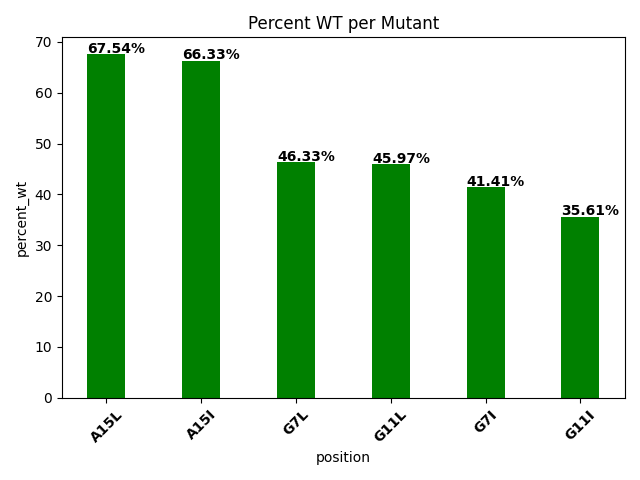 Percent WT per Mutant
percent_wt
70
60
50
40
30
20
10
0
67.54%
66.33%
46.33%
45.97%
41.41%
35.61%
A15L
A15I
G7L
G11L
G7I
G11I
position